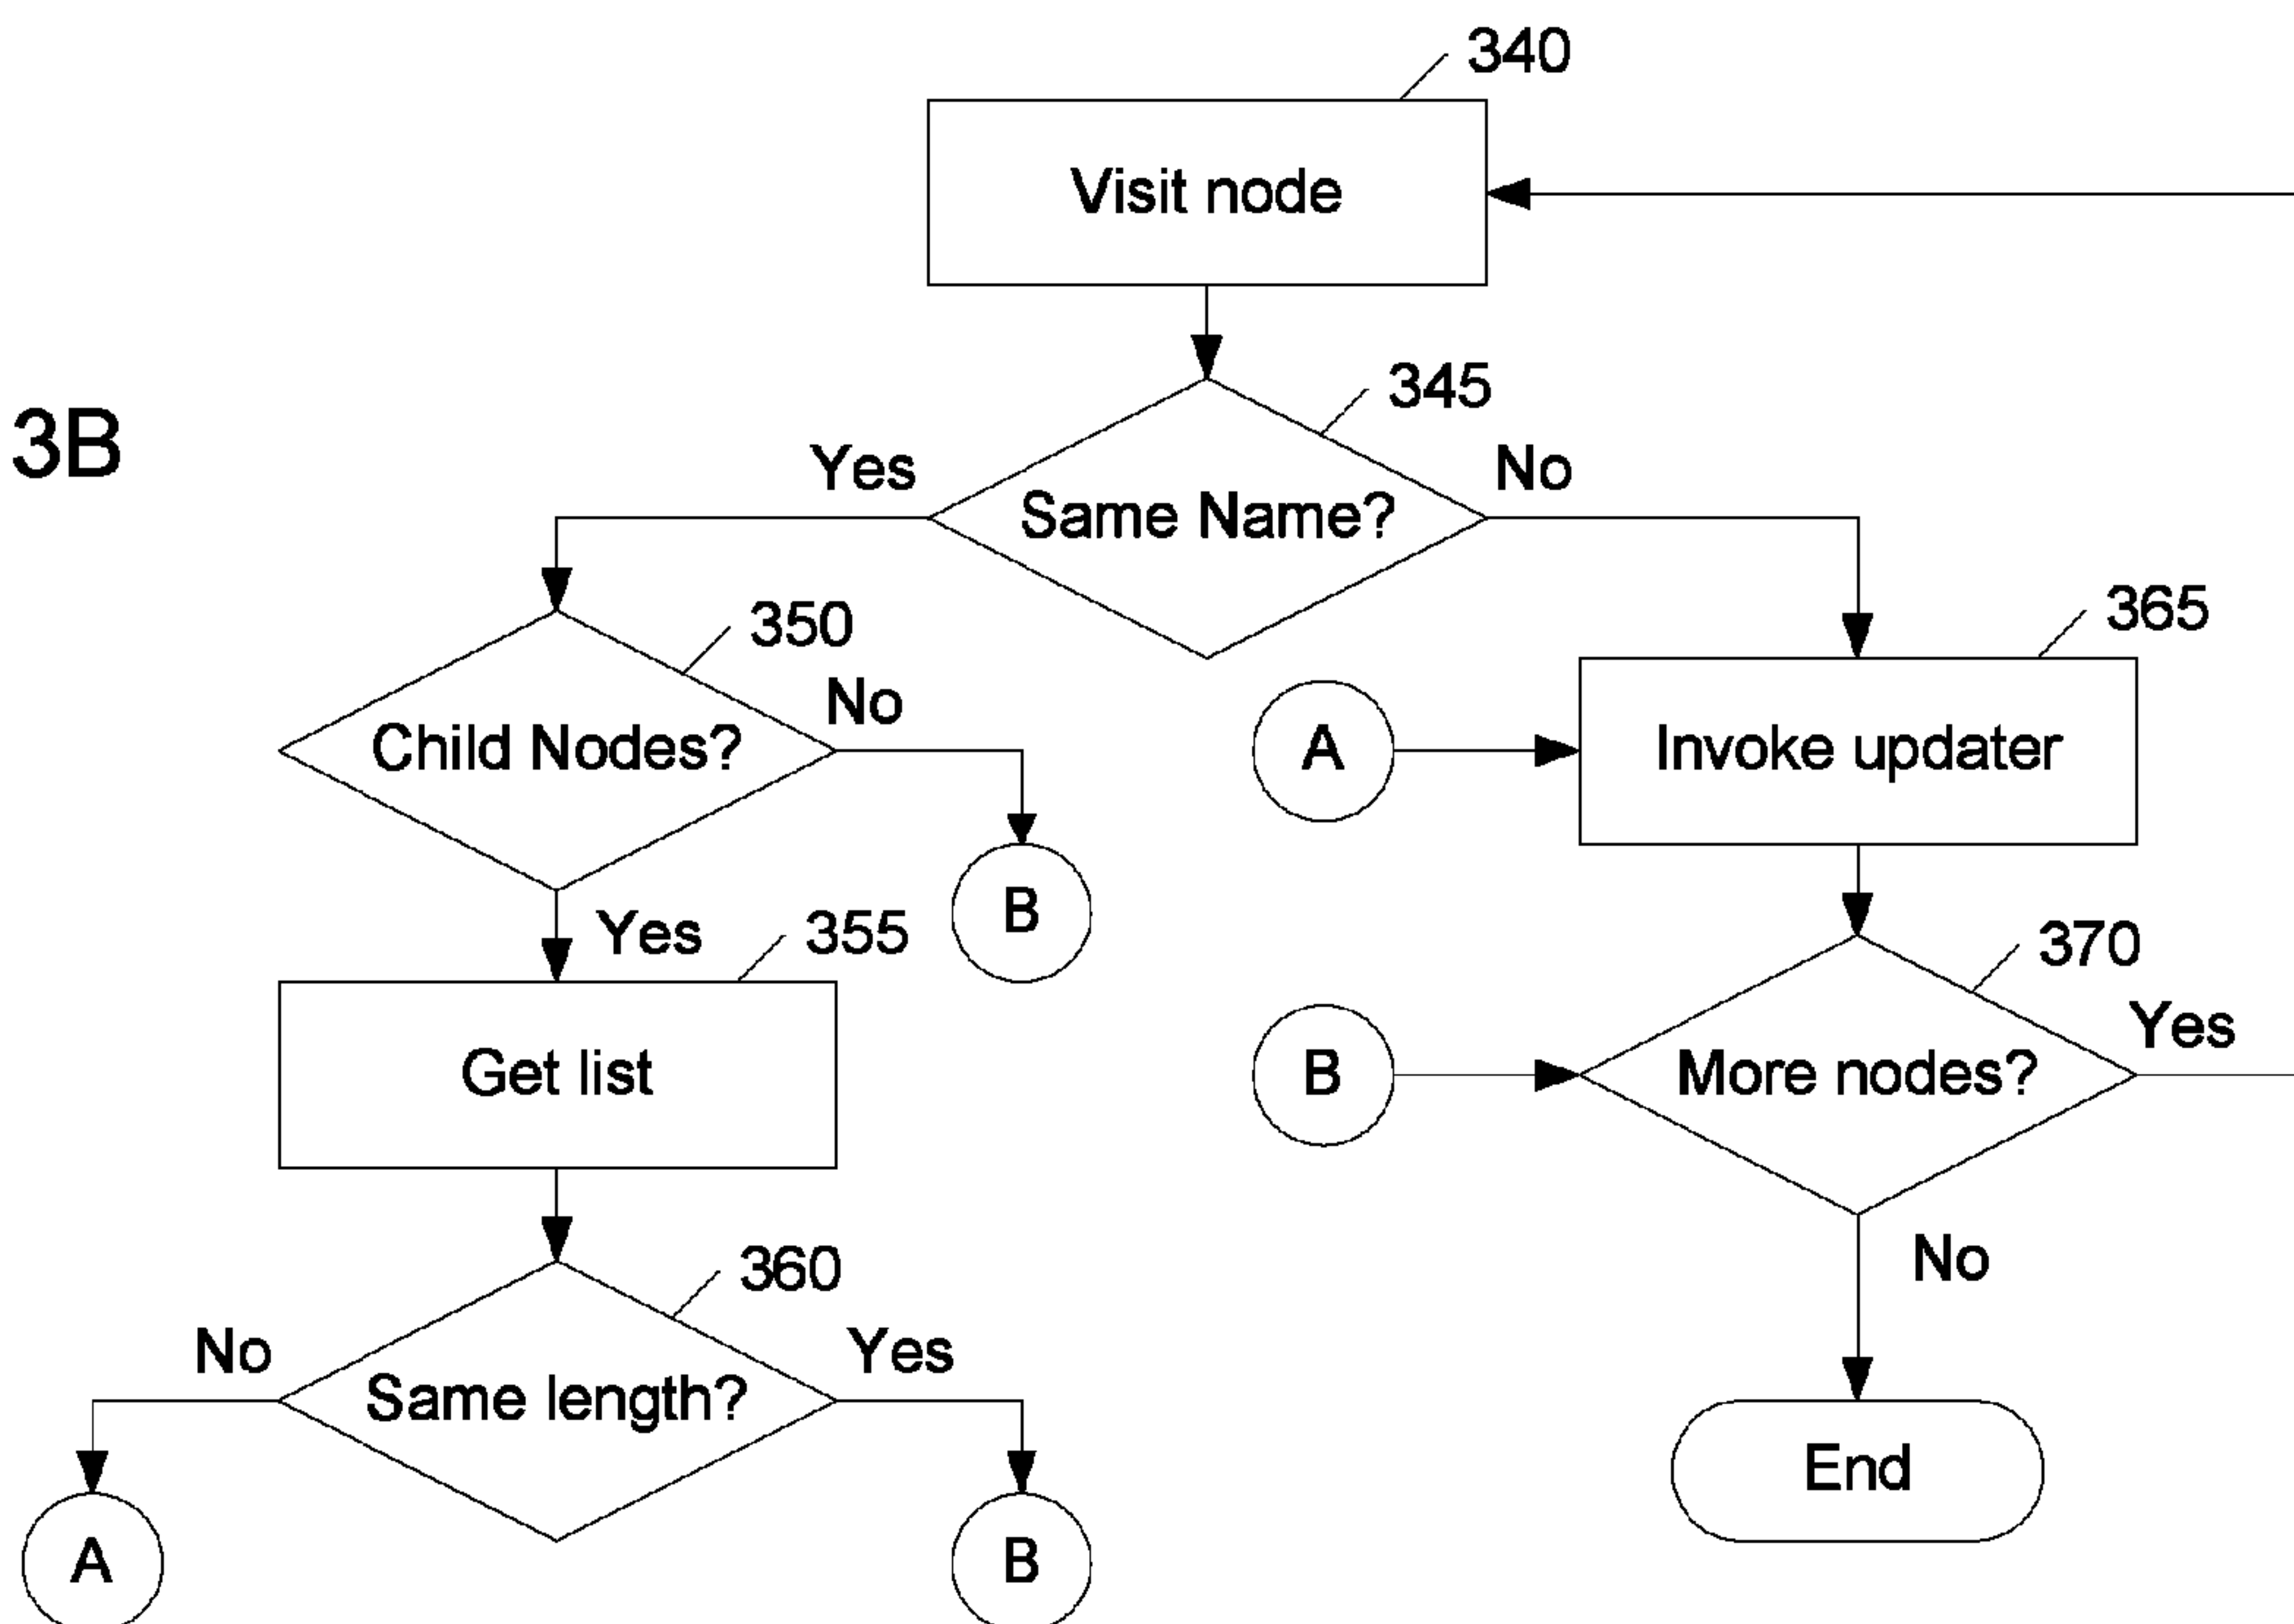 340
Visit node
345
3B
Yes
No
Same Name?
350
365
No
Child Nodes?
A
Invoke updater
B
Yes
355
370
Yes
Get list
B
More nodes?
360
No
No
Yes
Same length?
End
A
B